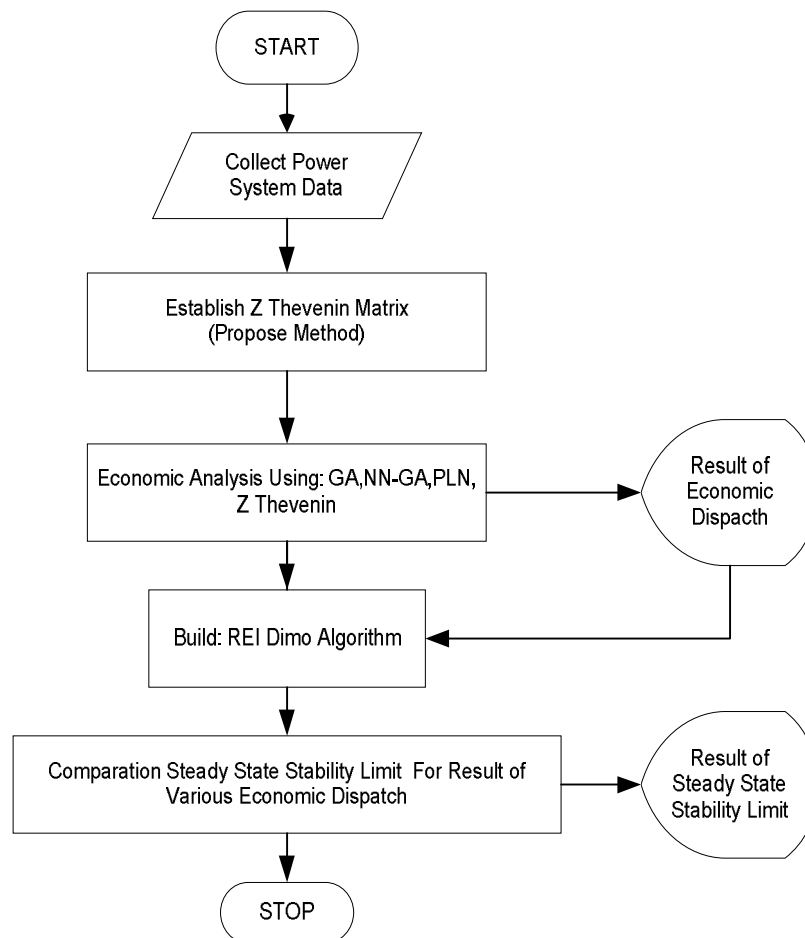 START
Collect Power
System Data
Establish Z Thevenin Matrix
(Propose Method)
Economic Analysis Using: GA,NN-GA,PLN,
Z Thevenin
Result of
Economic
Dispacth
Build: REI Dimo Algorithm
Comparation Steady State Stability Limit For Result of
Various Economic Dispatch
Result of
Steady State
Stability Limit
STOP